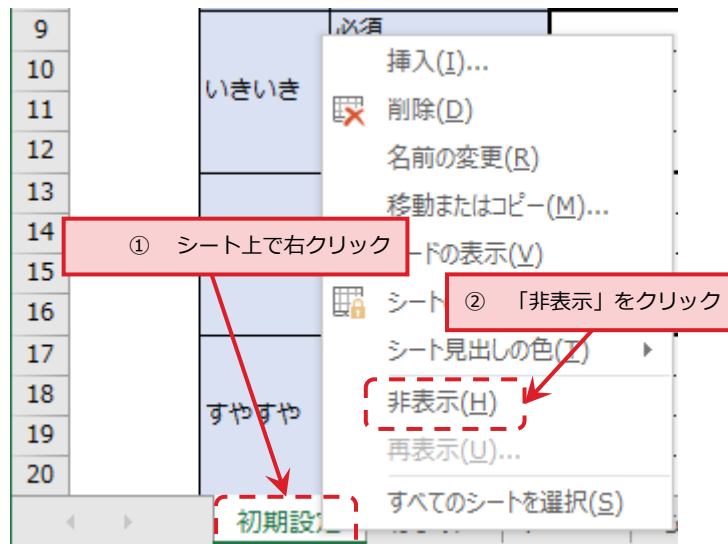 9
必須
10
挿入(I)...
いきいき
11
削除(D)
12
名前の変更(R)
13
移動またはコピー(M)...
14
① シート上で右クリック
ードの表示(V)
15
16
シート
② 「非表示」をクリック
17
シート見出しの色(T)
18
非表示(H)
すやすや
19
再表示(U)...
20
すべてのシートを選択(S)
初期設定